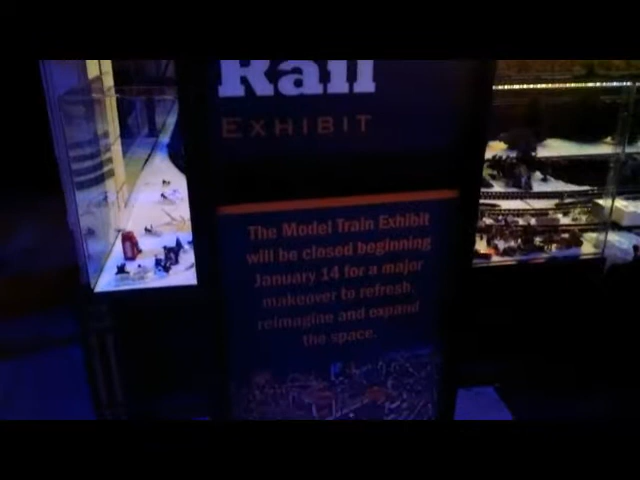 Rail
EXHIBIT
The Model Train Exhibit
will be closed beginning
January 14 for a major
makeover to refresh,
reimagine and expand
the space.